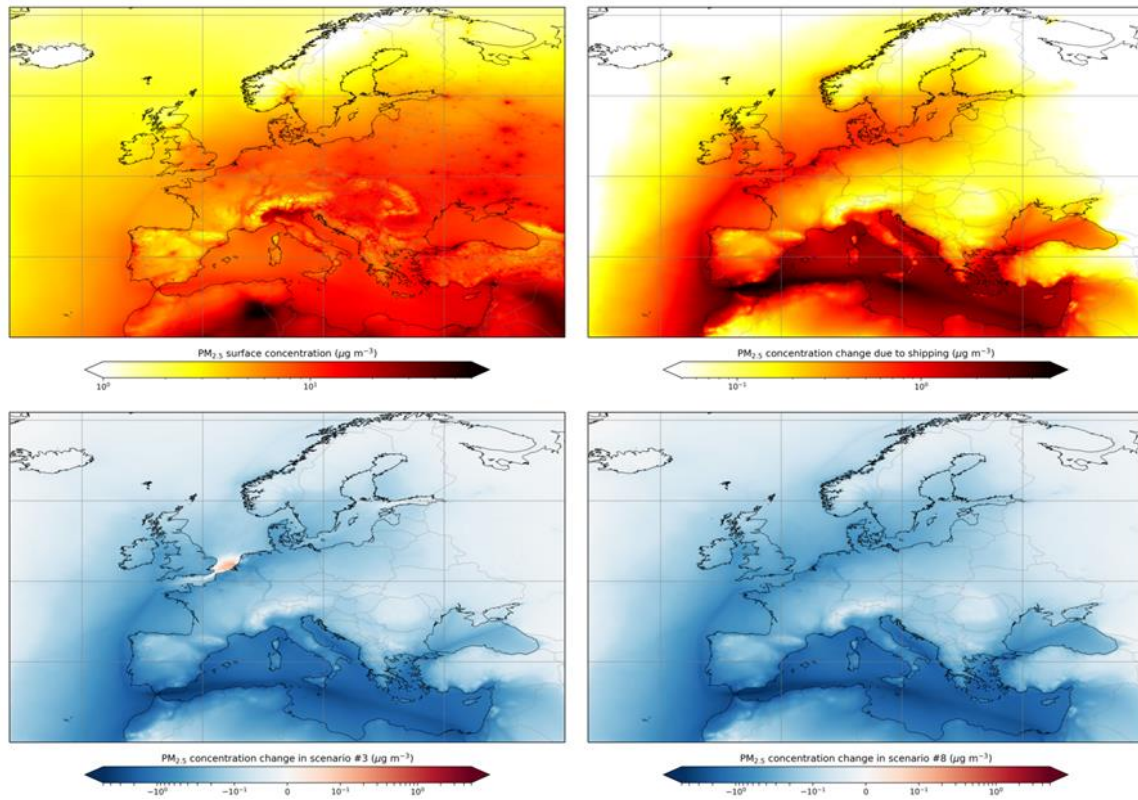 PM₂.₅ surface concentration (μg m⁻³)
10⁰ 10¹
PM₂.₅ concentration change due to shipping (μg m⁻³)
10⁻¹ 10⁰
PM₂.₅ concentration change in scenario #3 (μg m⁻³)
−10⁰ −10⁻¹ 0 10⁻¹ 10⁰
PM₂.₅ concentration change in scenario #8 (μg m⁻³)
−10⁰ −10⁻¹ 0 10⁻¹ 10⁰